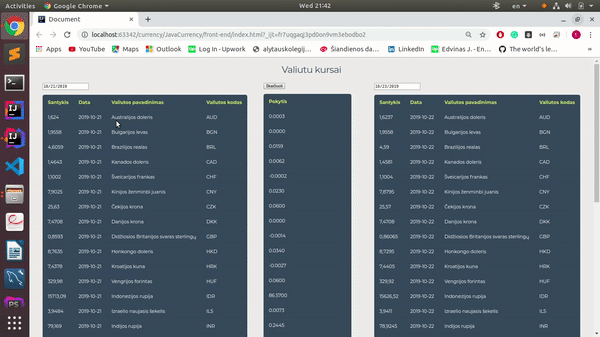 Activities Google Chrome Wed 21:42 en
Document
localhost:63342/currency/JavaCurrency/front-end/index.html?_ijt=fr7uqgaqj3pd0on9vm3ebodbo2
YouTube Gmail Maps Outlook Log In - Upwork alytauskolegij... Šiandienos da... LinkedIn Edvinas J. - Ent... The world's le...
Valiutu kursai
10/21/2019 Skaičiuoti 10/23/2019
Santykis Data Valiutos pavadinimas Valiutos kodas Pokytis Santykis Data Valiutos pavadinimas Valiutos kodas
1,624 2019-10-21 Australijos doleris AUD 0.0003 1,6237 2019-10-22 Australijos doleris AUD
1,9558 2019-10-21 Bulgarijos levas BGN 0.0000 1,9558 2019-10-22 Bulgarijos levas BGN
4,6059 2019-10-21 Brazilijos realas BRL 0.0159 4,59 2019-10-22 Brazilijos realas BRL
1,4643 2019-10-21 Kanados doleris CAD 0.0062 1,4581 2019-10-22 Kanados doleris CAD
1,1002 2019-10-21 Šveicarijos frankas CHF -0.0002 1,1004 2019-10-22 Šveicarijos frankas CHF
7,9025 2019-10-21 Kinijos ženminbi juanis CNY 0.0230 7,8795 2019-10-22 Kinijos ženminbi juanis CNY
25,63 2019-10-21 Čekijos krona CZK 0.0600 25,57 2019-10-22 Čekijos krona CZK
7,4708 2019-10-21 Danijos krona DKK 0.0000 7,4708 2019-10-22 Danijos krona DKK
0,8593 2019-10-21 Didžiosios Britanijos svaras sterlingų GBP -0.0014 0,86065 2019-10-22 Didžiosios Britanijos svaras sterlingų GBP
8,7635 2019-10-21 Honkongo doleris HKD 0.0340 8,7295 2019-10-22 Honkongo doleris HKD
7,4378 2019-10-21 Kroatijos kuna HRK -0.0027 7,4405 2019-10-22 Kroatijos kuna HRK
329,98 2019-10-21 Vengrijos forintas HUF 0.0600 329,92 2019-10-22 Vengrijos forintas HUF
15713,09 2019-10-21 Indonezijos rupija IDR 86.5700 15626,52 2019-10-22 Indonezijos rupija IDR
3,9484 2019-10-21 Izraelio naujasis šekelis ILS 0.0073 3,9411 2019-10-22 Izraelio naujasis šekelis ILS
79,169 2019-10-21 Indijos rupija INR 0.2445 78,9245 2019-10-22 Indijos rupija INR